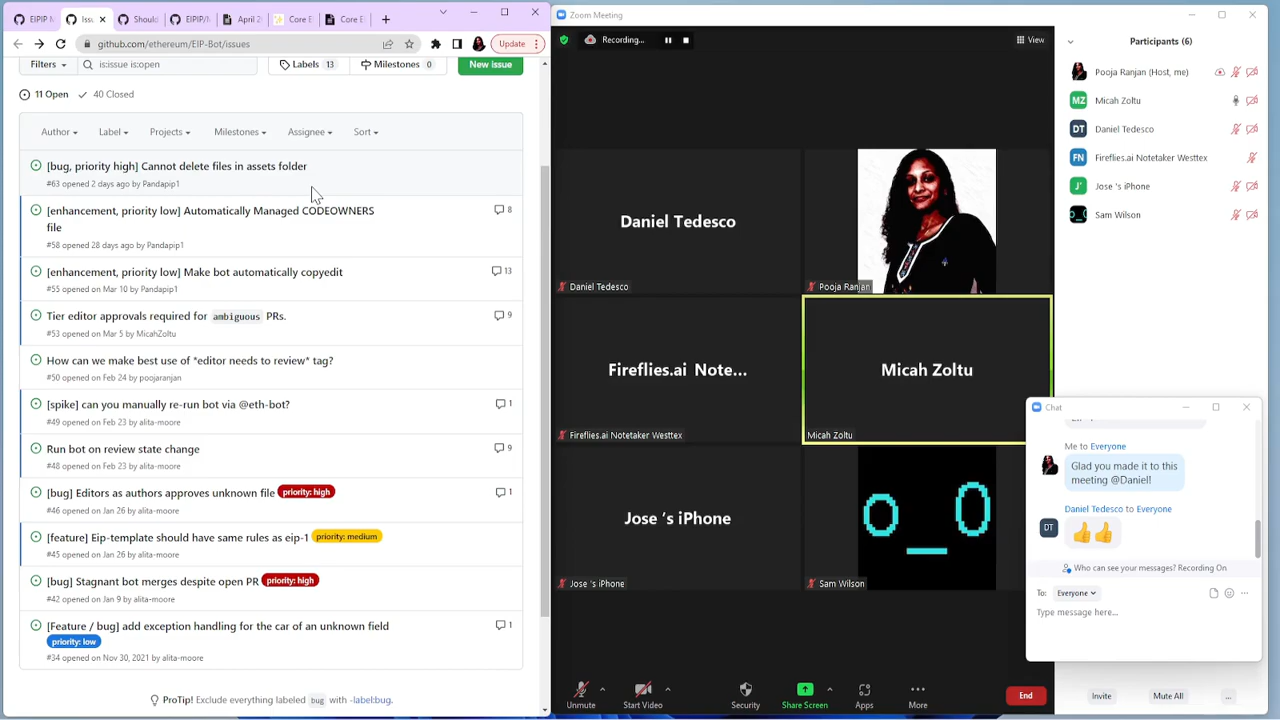 EIP M
Iss
Shoul
EIPIP/M
April 2
Core E
Core E
github.com/ethereum/EIP-Bot/issues
Update
Filters
is:issue is:open
Labels 13
Milestones 0
New issue
11 Open
40 Closed
Author
Label
Projects
Milestones
Assignee
Sort
[bug, priority high] Cannot delete files in assets folder
#63 opened 2 days ago by Pandapip1
[enhancement, priority low] Automatically Managed CODEOWNERS
file
8
#58 opened 28 days ago by Pandapip1
[enhancement, priority low] Make bot automatically copyedit
13
#55 opened on Mar 10 by Pandapip1
Tier editor approvals required for ambiguous PRs.
9
#53 opened on Mar 5 by MicahZoltu
How can we make best use of *editor needs to review* tag?
#50 opened on Feb 24 by poojaranjan
[spike] can you manually re-run bot via @eth-bot?
1
#49 opened on Feb 23 by alita-moore
Run bot on review state change
9
#48 opened on Feb 23 by alita-moore
[bug] Editors as authors approves unknown file priority: high
1
#46 opened on Jan 26 by alita-moore
[feature] Eip-template should have same rules as eip-1 priority: medium
#45 opened on Jan 26 by alita-moore
[bug] Stagnant bot merges despite open PR priority: high
#42 opened on Jan 9 by alita-moore
[Feature / bug] add exception handling for the car of an unknown field
priority: low
1
#34 opened on Nov 30, 2021 by alita-moore
ProTip! Exclude everything labeled bug with -label:bug.
Zoom Meeting
Recording...
View
Daniel Tedesco
Daniel Tedesco
Pooja Ranjan
Fireflies.ai Note...
Fireflies.ai Notetaker Westtex
Micah Zoltu
Micah Zoltu
Jose 's iPhone
Jose 's iPhone
Sam Wilson
Unmute
Start Video
Security
Share Screen
Apps
More
End
Participants (6)
Pooja Ranjan (Host, me)
MZ Micah Zoltu
DT Daniel Tedesco
FN Fireflies.ai Notetaker Westtex
J' Jose 's iPhone
Sam Wilson
Chat
Me to Everyone
Glad you made it to this
meeting @Daniel!
Daniel Tedesco to Everyone
DT
👍👍
Who can see your messages? Recording On
To: Everyone
Type message here...
Invite
Mute All
...